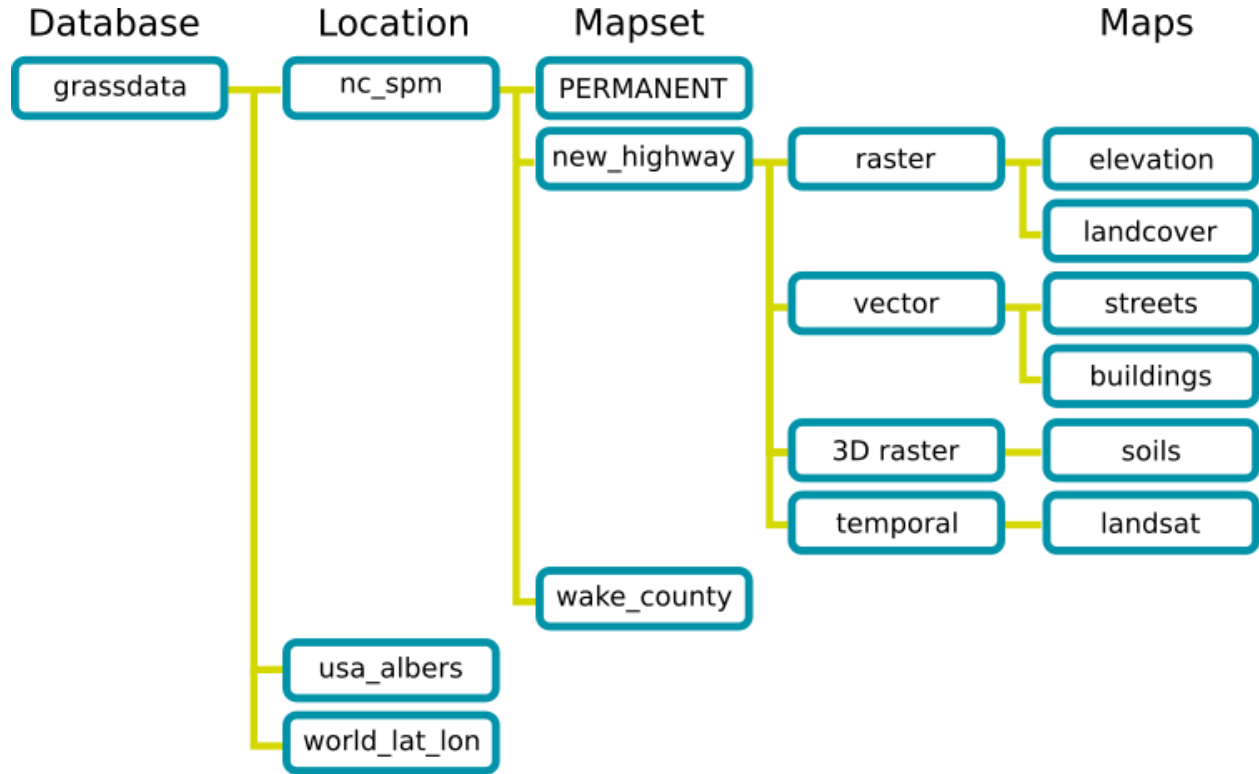 Database Location Mapset Maps
grassdata nc_spm PERMANENT
new_highway raster elevation
landcover
vector streets
buildings
3D raster soils
temporal landsat
wake_county
usa_albers
world_lat_lon